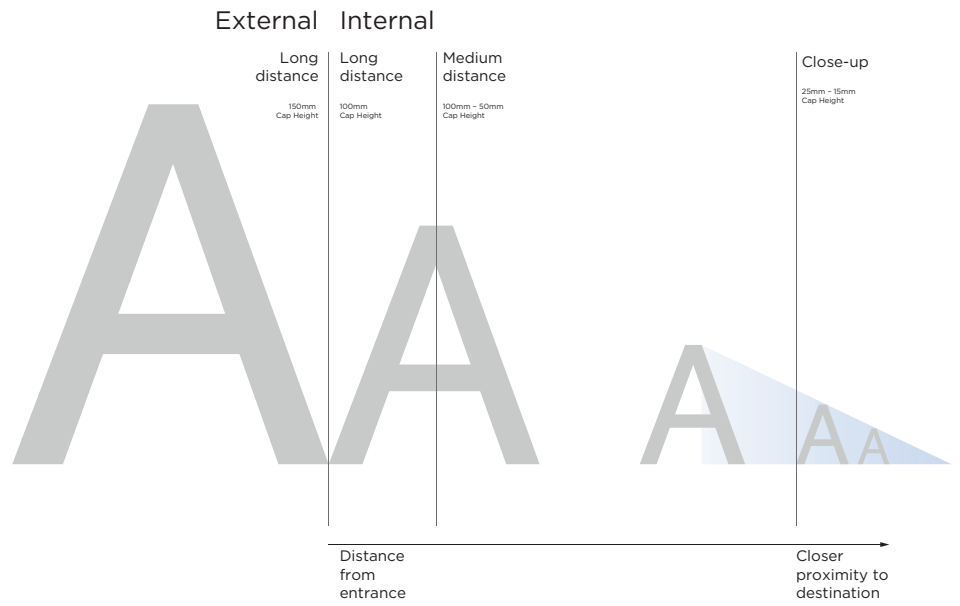 External
Internal
Long
distance
150mm
Cap Height
Long
distance
100mm
Cap Height
Medium
distance
100mm – 50mm
Cap Height
Close-up
25mm – 15mm
Cap Height
A
A
A
A
A
Distance
from
entrance
Closer
proximity to
destination